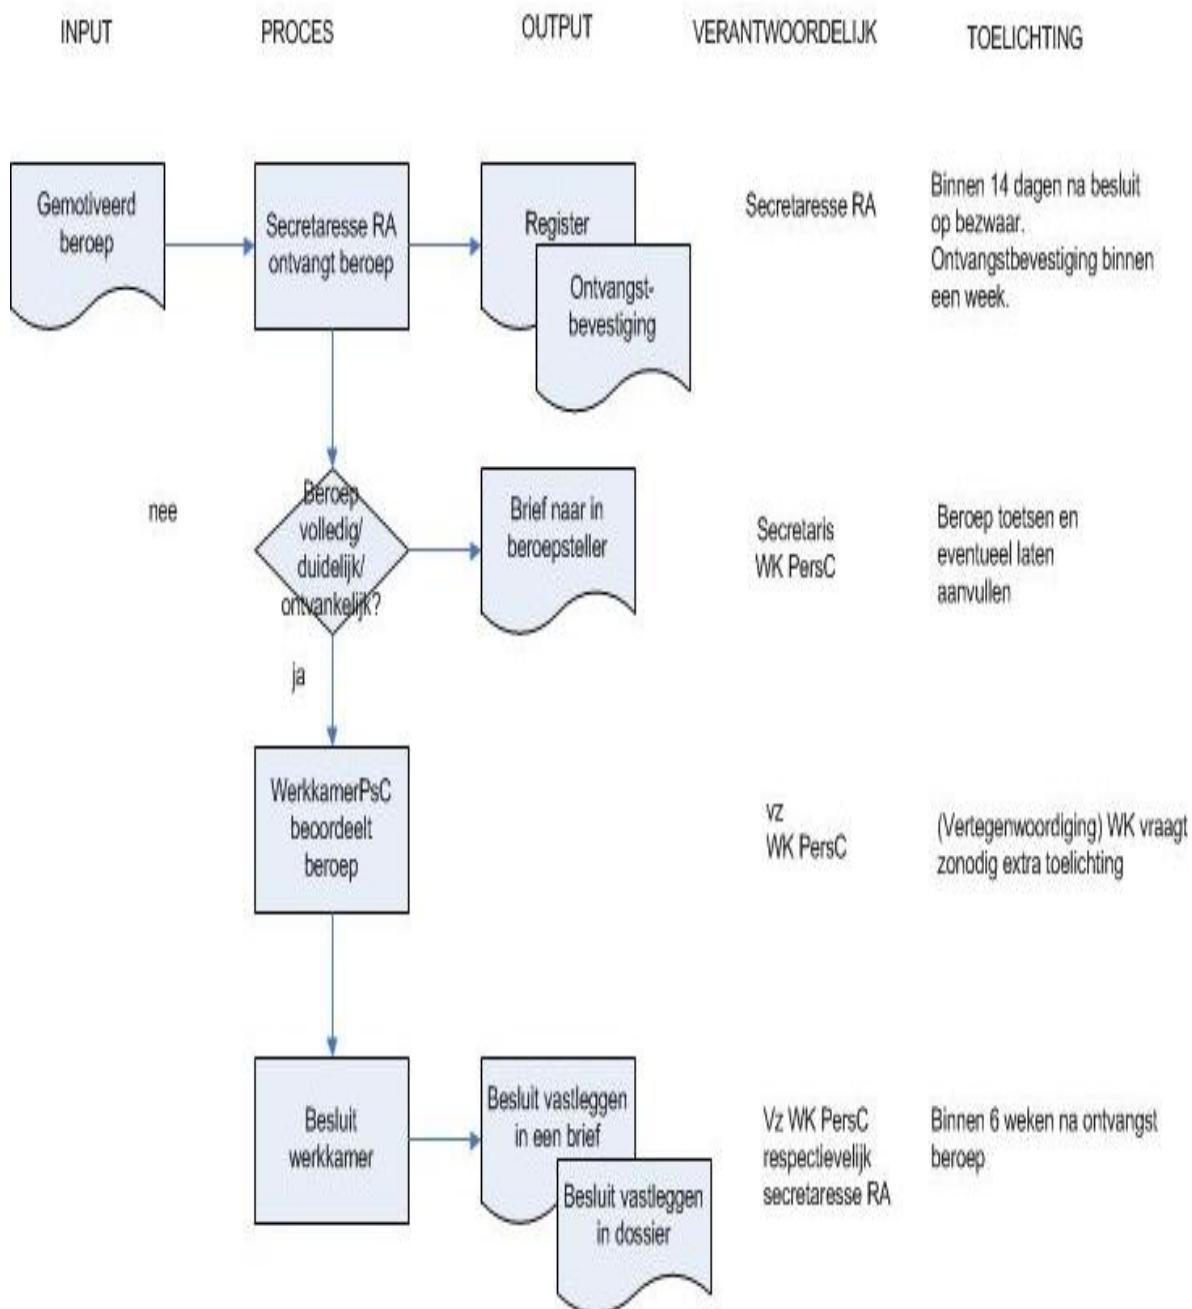 INPUT
PROCES
OUTPUT
VERANTWOORDELIJK
TOELICHTING
Gemotiveerd
beroep
Secretaresse RA
ontvangt beroep
Register
Ontvangst-
bevestiging
Secretaresse RA
Binnen 14 dagen na besluit
op bezwaar.
Ontvangstbevestiging binnen
een week.
nee
Beroep
volledig/
duidelijk/
ontvankelijk?
Brief naar in
beroepsteller
Secretaris
WK PersC
Beroep toetsen en
eventueel laten
aanvullen
ja
WerkkamerPsC
beoordeelt
beroep
vz
WK PersC
(Vertegenwoordiging) WK vraagt
zonodig extra toelichting
Besluit
werkkamer
Besluit vastleggen
in een brief
Besluit vastleggen
in dossier
Vz WK PersC
respectlevelijk
secretaresse RA
Binnen 6 weken na ontvangst
beroep